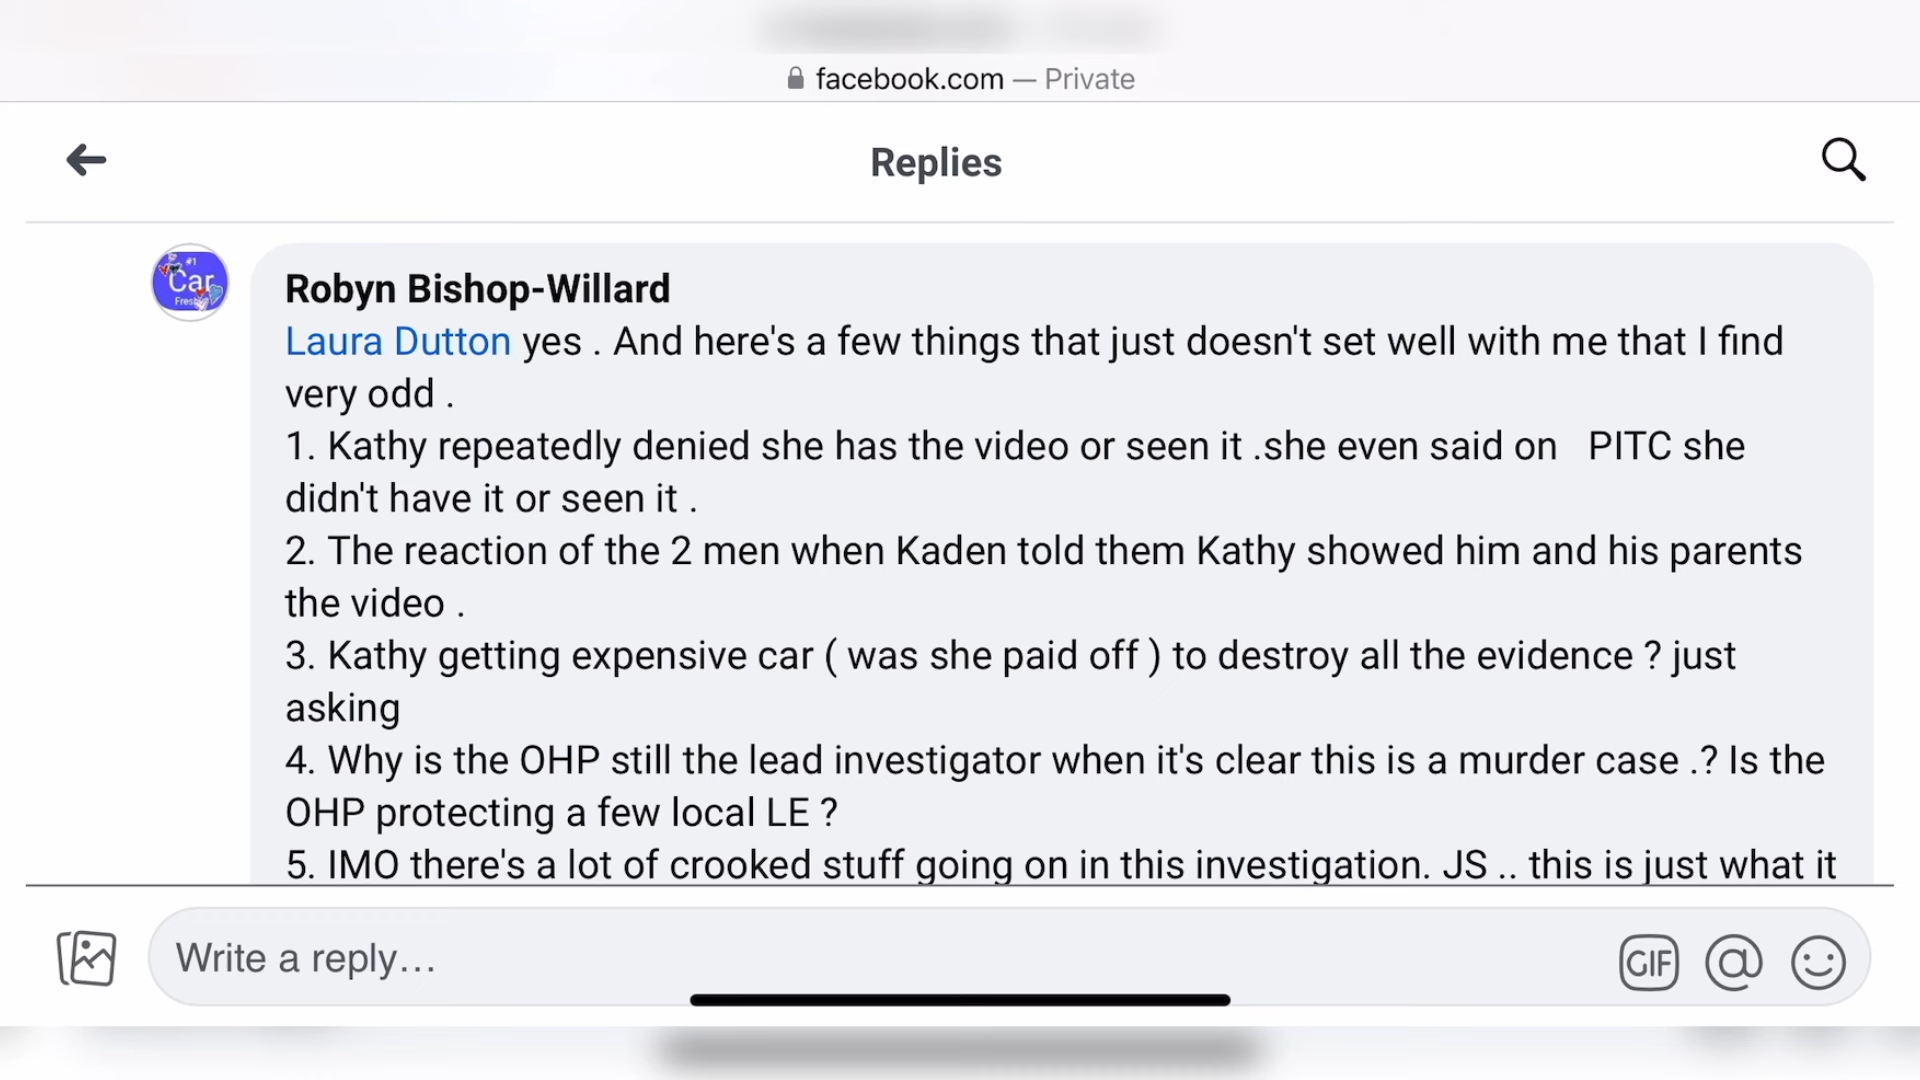 facebook.com — Private
Replies
#1
Car
Fresh
Robyn Bishop-Willard
Laura Dutton yes . And here's a few things that just doesn't set well with me that I find
very odd .
1. Kathy repeatedly denied she has the video or seen it .she even said on   PITC she
didn't have it or seen it .
2. The reaction of the 2 men when Kaden told them Kathy showed him and his parents
the video .
3. Kathy getting expensive car ( was she paid off ) to destroy all the evidence ? just
asking
4. Why is the OHP still the lead investigator when it's clear this is a murder case .? Is the
OHP protecting a few local LE ?
5. IMO there's a lot of crooked stuff going on in this investigation. JS .. this is just what it
Write a reply...
GIF